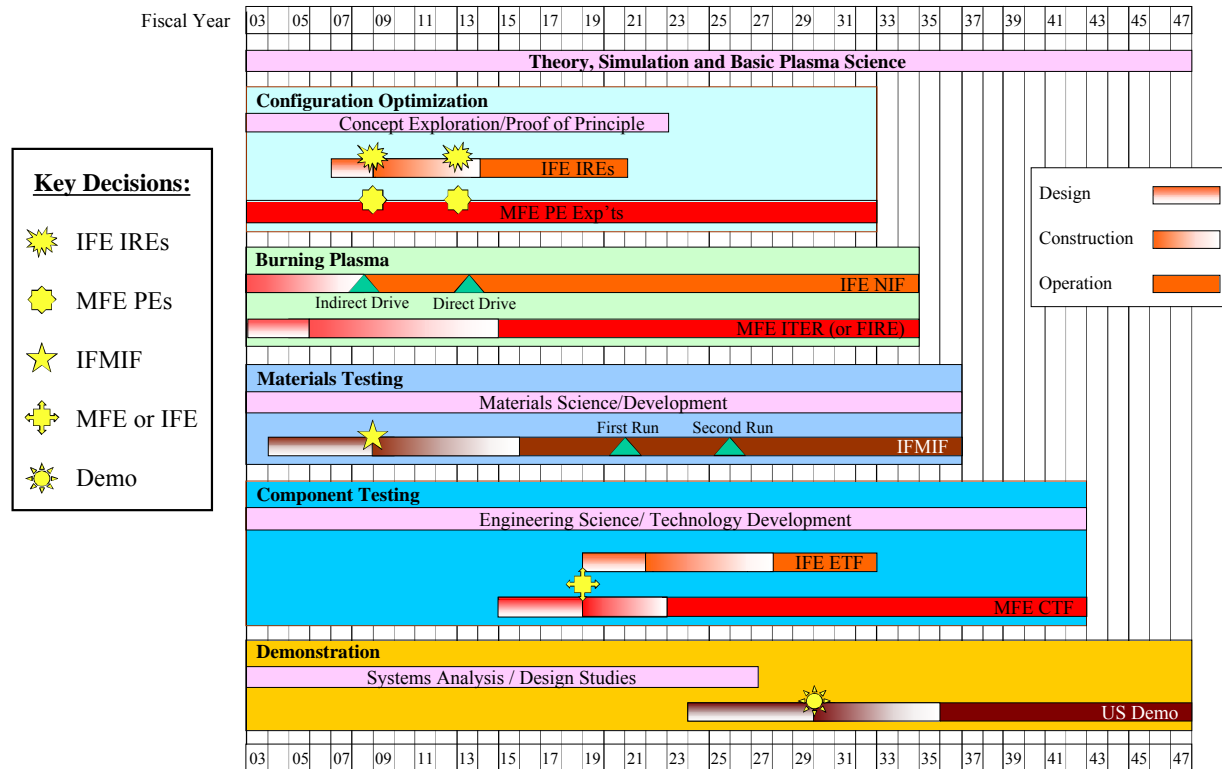 Fiscal Year 03 07 09 11 13 15 17 19 21 23 25 27 29 31 33 35 37 39 41 43 45 47
Theory, Simulation and Basic Plasma Science
Configuration Optimization
Concept Exploration/Proof of Principle
IFE IREs
MFE PE Exp'ts
Burning Plasma
IFE NIF
Indirect Drive Direct Drive
MFE ITER (or FIRE)
Materials Testing
Materials Science/Development
First Run Second Run
IFMIF
Component Testing
Engineering Science/ Technology Development
IFE ETF
MFE CTF
Demonstration
Systems Analysis / Design Studies
US Demo
03 07 09 11 13 15 17 19 21 23 25 27 29 31 33 35 37 39 41 43 45 47
Key Decisions:
IFE IREs
MFE PEs
IFMIF
MFE or IFE
Demo
Design
Construction
Operation